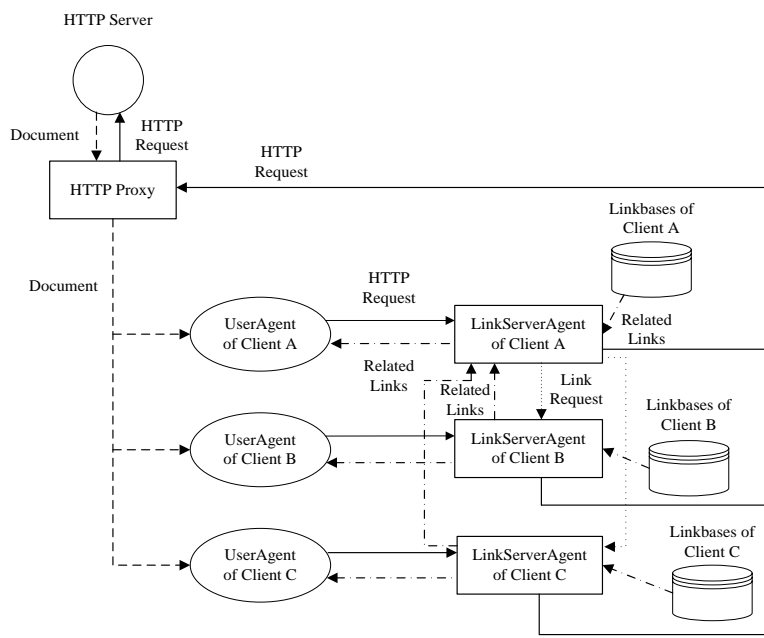 HTTP Server
Document
HTTP
Request
HTTP
Request
HTTP Proxy
Linkbases of
Client A
Document
HTTP
Request
UserAgent
of Client A
LinkServerAgent
of Client A
Related
Links
Related
Links
Related
Links
Link
Request
Linkbases of
Client B
UserAgent
of Client B
LinkServerAgent
of Client B
Linkbases of
Client C
UserAgent
of Client C
LinkServerAgent
of Client C